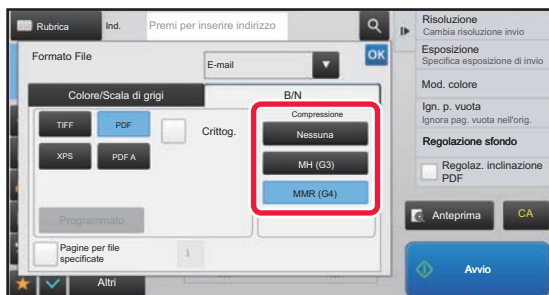 Rubrica
Ind.
Premi per inserire indirizzo
Formato File
E-mail
OK
Colore/Scala di grigi
B/N
TIFF
PDF
Crittog.
XPS
PDF A
Compressione
Nessuna
MH (G3)
MMR (G4)
Programmato
Pagine per file
specificate
1
Altri
Risoluzione
Cambia risoluzione invio
Esposizione
Specifica esposizione di invio
Mod. colore
Ign. p. vuota
Ignora pag. vuota nell'orig.
Regolazione sfondo
Regolaz. inclinazione
PDF
Anteprima
CA
Avvio